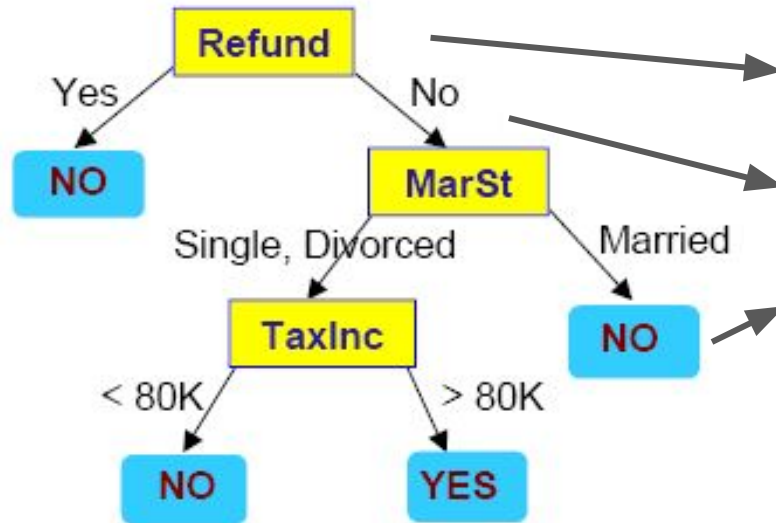 Refund
Yes
No
NO
MarSt
Single, Divorced
Married
TaxInc
NO
< 80K
> 80K
NO
YES